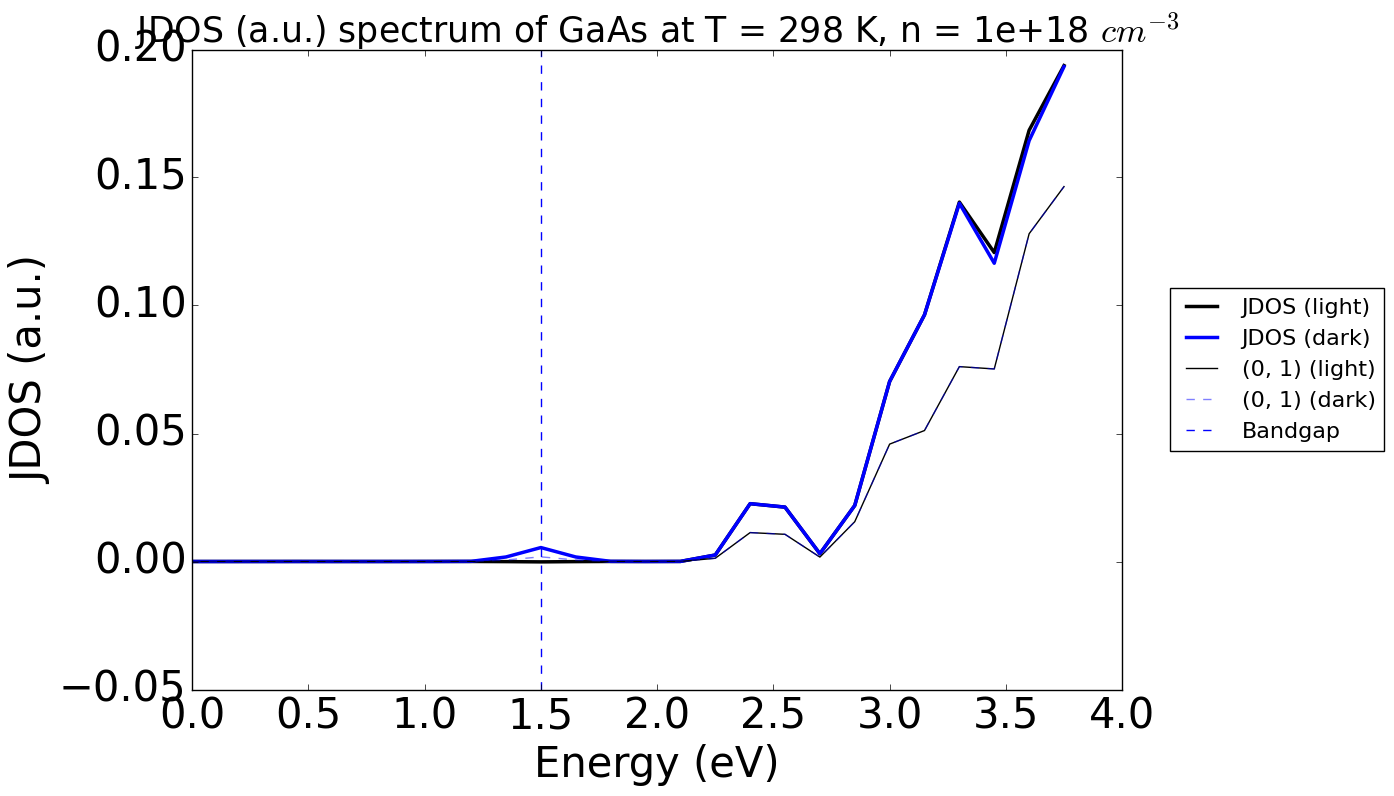 JDOS (a.u.) spectrum of GaAs at T = 298 K, n = 1e+18 cm⁻³
0.20
0.15
0.10
0.05
0.00
−0.05
JDOS (a.u.)
0.0 0.5 1.0 1.5 2.0 2.5 3.0 3.5 4.0
Energy (eV)
JDOS (light)
JDOS (dark)
(0, 1) (light)
(0, 1) (dark)
Bandgap